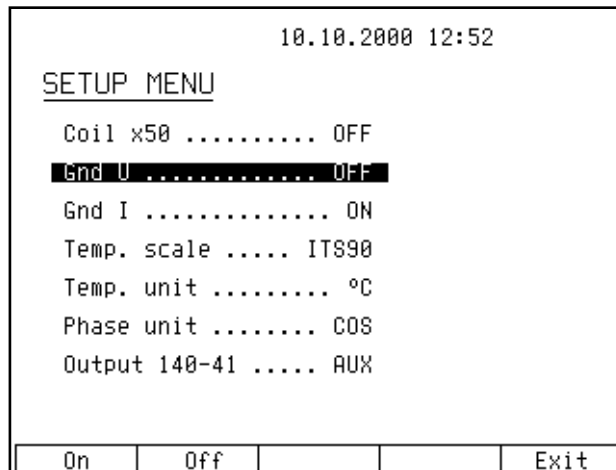 10.10.2000 12:52
SETUP MENU
Coil x50 .......... OFF
Gnd U ............. OFF
Gnd I .............. ON
Temp. scale ..... ITS90
Temp. unit ......... ºC
Phase unit ........ COS
Output 140-41 ..... AUX
On Off Exit